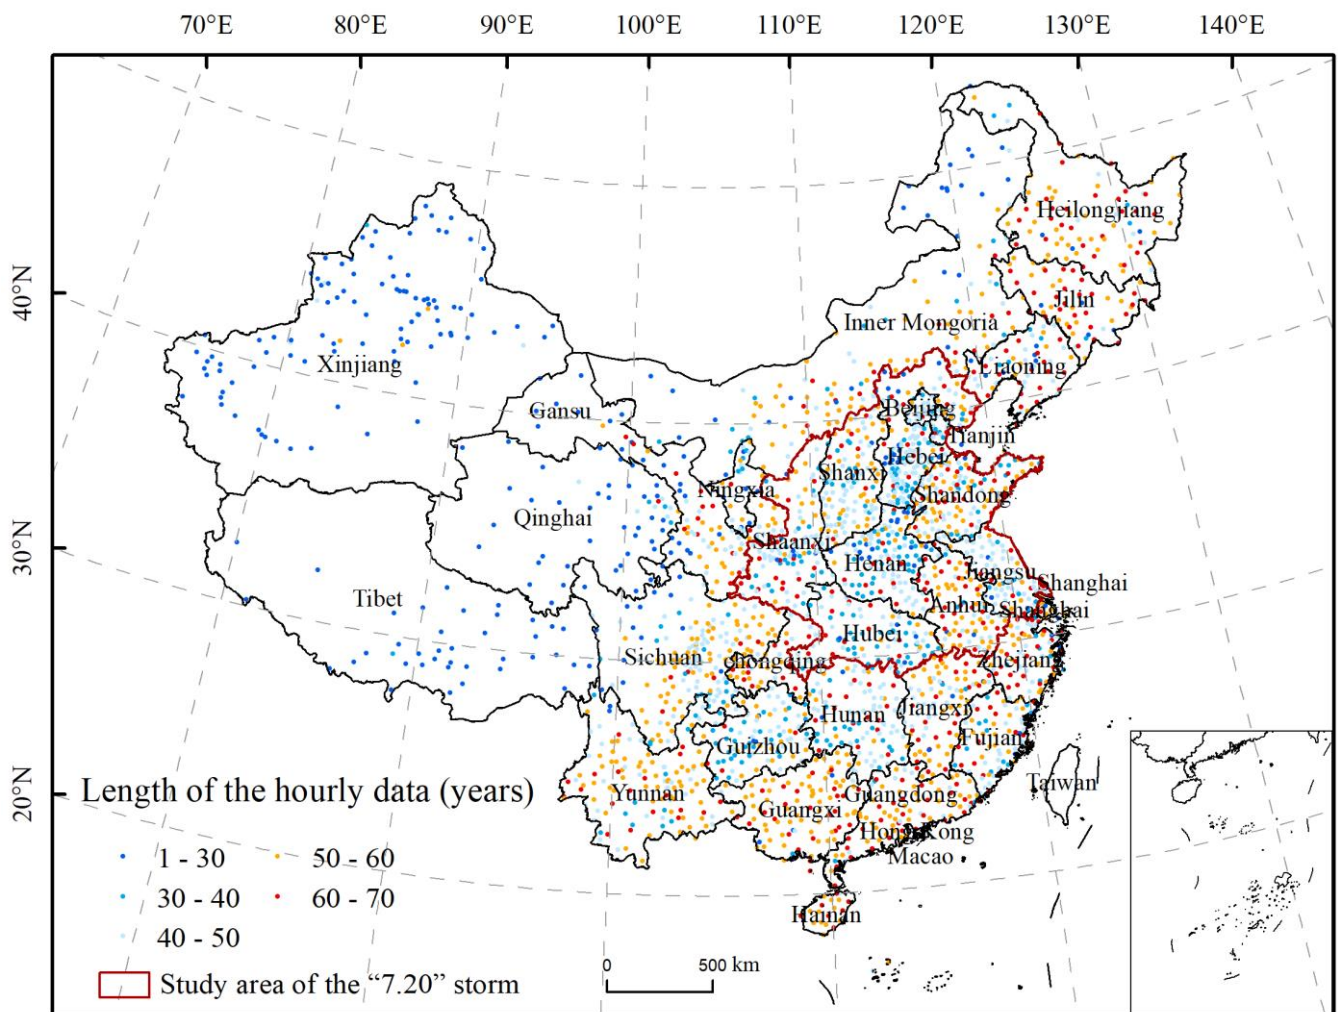 70°E 80°E 90°E 100°E 110°E 120°E 130°E 140°E
40°N
30°N
20°N
Heilongjiang
Jilin
Inner Mongoria
Liaoning
Xinjiang
Gansu
Beijing
Tianjin
Hebei
Shanxi
Ningxia
Shandong
Qinghai
Shaanxi
Henan
Jiangsu
Shanghai
Tibet
Anhui
Shanghai
Hubei
Sichuan
chongqing
Zhejiang
Hunan
Jiangxi
Guizhou
Fujian
Taiwan
Yunnan
Guangxi
Guangdong
Hong Kong
Macao
Hainan
Length of the hourly data (years)
1 - 30
30 - 40
40 - 50
50 - 60
60 - 70
Study area of the “7.20” storm
0 500 km